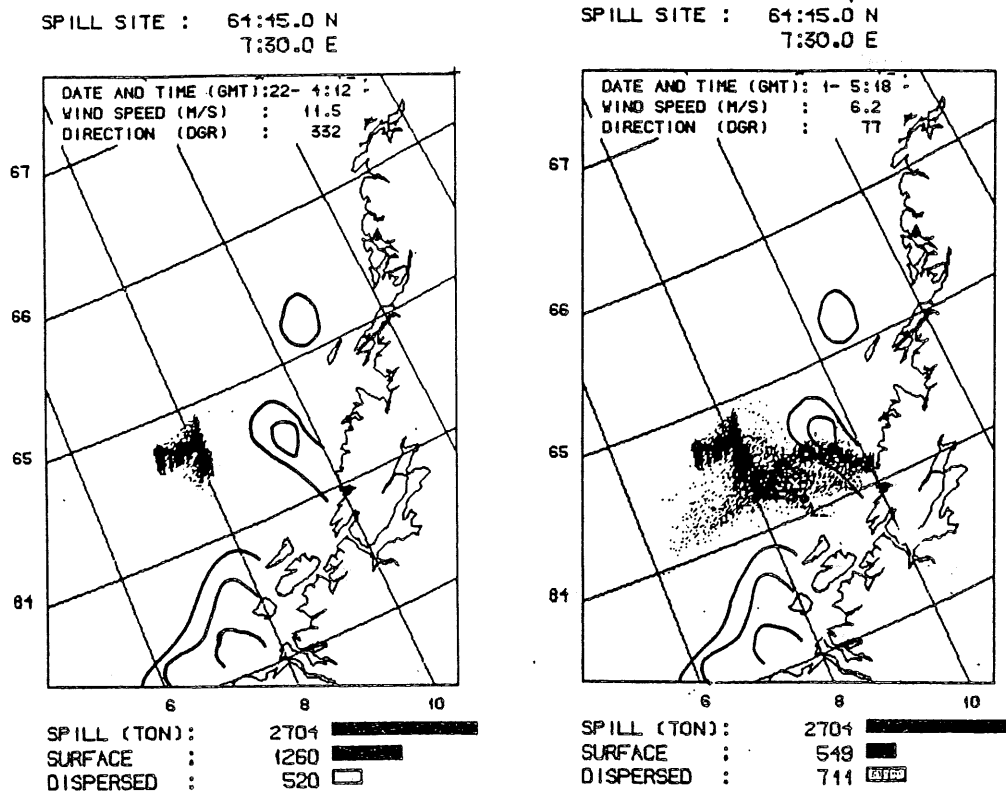 SPILL SITE : 64:45.0 N
7:30.0 E
DATE AND TIME (GMT):22- 4:12
WIND SPEED (M/S) : 11.5
DIRECTION (DGR) : 332
67
66
65
64
6 8 10
SPILL (TON): 2704
SURFACE : 1260
DISPERSED : 520
SPILL SITE : 64:45.0 N
7:30.0 E
DATE AND TIME (GMT): 1- 5:18
WIND SPEED (M/S) : 6.2
DIRECTION (DGR) : 77
67
66
65
64
6 8 10
SPILL (TON): 2704
SURFACE : 549
DISPERSED : 711